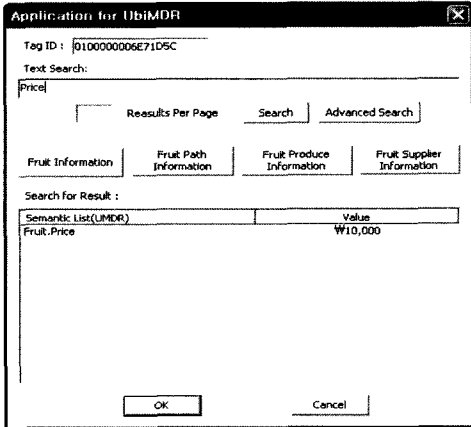 Application for UbiMDR
Tag ID : 0100000006E71D5C
Text Search:
Price
Reasults Per Page Search Advanced Search
Fruit Information
Fruit Path
Information
Fruit Produce
Information
Fruit Supplier
Information
Search for Result :
Semantic List(UMDR) Value
Fruit.Price ₩10,000
OK Cancel